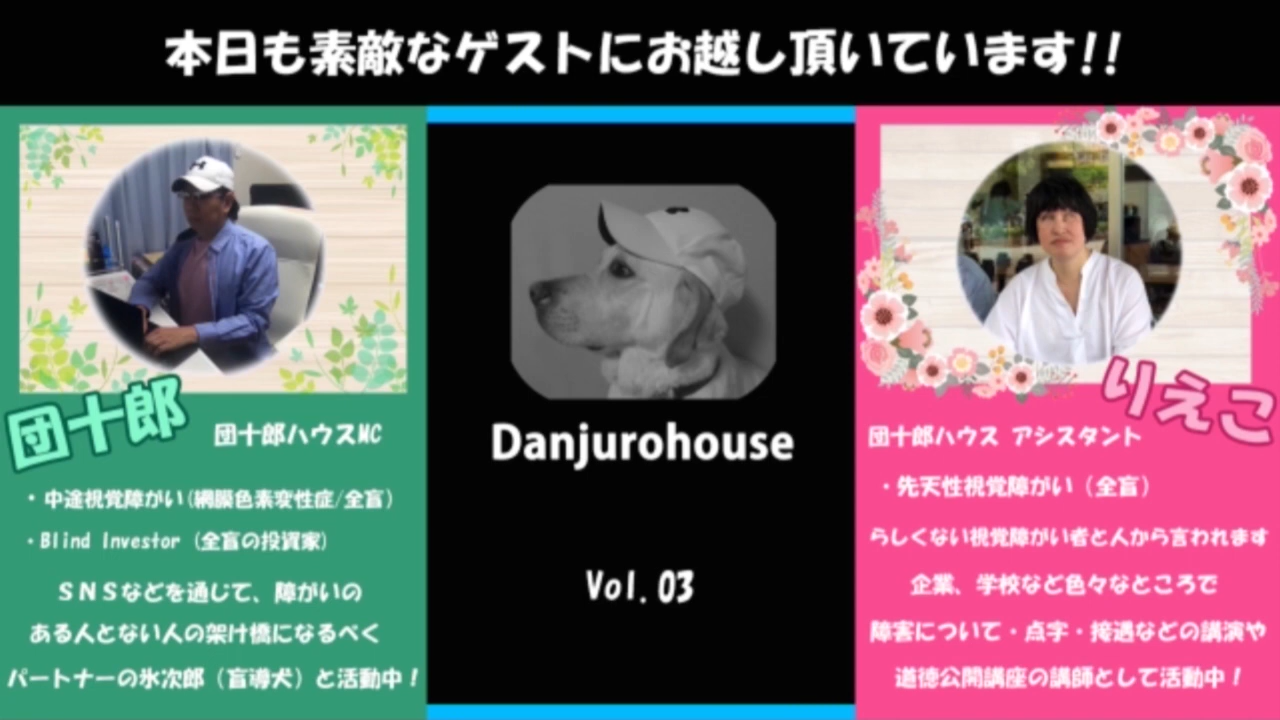 本日も素敵なゲストにお越し頂いています!!
団十郎
団十郎ハウスMC
・中途視覚障がい(網膜色素変性症/全盲)
・Blind Investor (全盲の投資家)
SNSなどを通じて、障がいの
ある人とない人の架け橋になるべく
パートナーの氷次郎（盲導犬）と活動中！
Danjurohouse
Vol. 03
りえこ
団十郎ハウス アシスタント
・先天性視覚障がい（全盲）
らしくない視覚障がい者と人から言われます
企業、学校など色々なところで
障害について・点字・接遇などの講演や
道徳公開講座の講師として活動中！